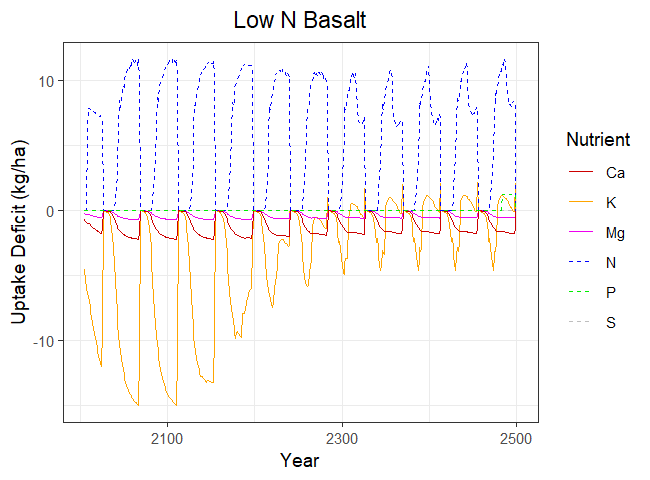 Low N Basalt
Uptake Deficit (kg/ha)
10
0
-10
2100
2300
2500
Year
Nutrient
Ca
K
Mg
N
P
S